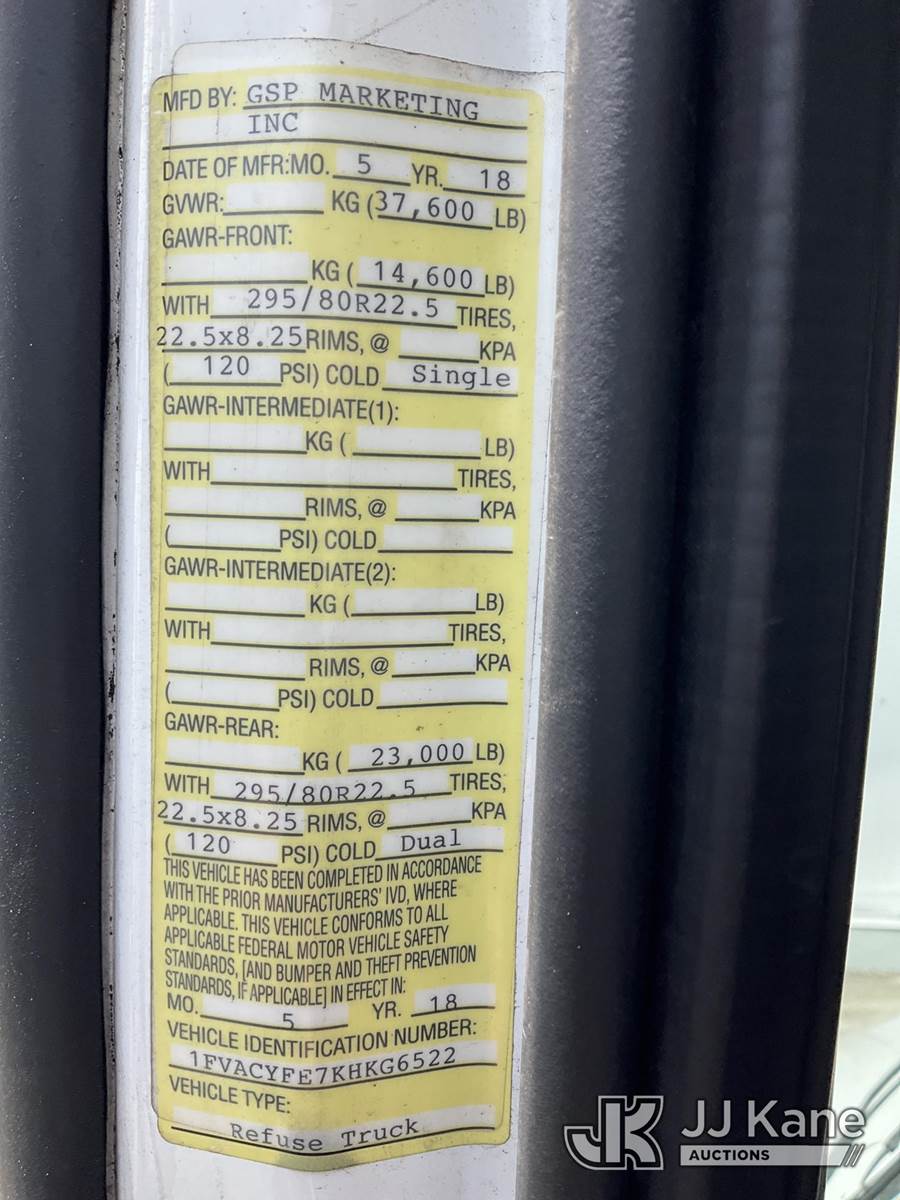 MFD BY: GSP MARKETING
INC
DATE OF MFR:MO. 5 YR. 18
GVWR: KG (37,600 LB)
GAWR-FRONT:
KG ( 14,600 LB)
WITH 295/80R22.5 TIRES,
22.5x8.25 RIMS, @ KPA
( 120 PSI) COLD Single
GAWR-INTERMEDIATE(1):
KG ( LB)
WITH TIRES,
RIMS, @ KPA
( PSI) COLD
GAWR-INTERMEDIATE(2):
KG ( LB)
WITH TIRES,
RIMS, @ KPA
( PSI) COLD
GAWR-REAR:
KG ( 23,000 LB)
WITH 295/80R22.5 TIRES,
22.5x8.25 RIMS, @ KPA
( 120 PSI) COLD Dual
THIS VEHICLE HAS BEEN COMPLETED IN ACCORDANCE
WITH THE PRIOR MANUFACTURERS' IVD, WHERE
APPLICABLE. THIS VEHICLE CONFORMS TO ALL
APPLICABLE FEDERAL MOTOR VEHICLE SAFETY
STANDARDS, [AND BUMPER AND THEFT PREVENTION
STANDARDS, IF APPLICABLE] IN EFFECT IN:
MO. 5 YR. 18
VEHICLE IDENTIFICATION NUMBER:
1FVACYFE7KHKG6522
VEHICLE TYPE:
Refuse Truck
JK JJ Kane
AUCTIONS